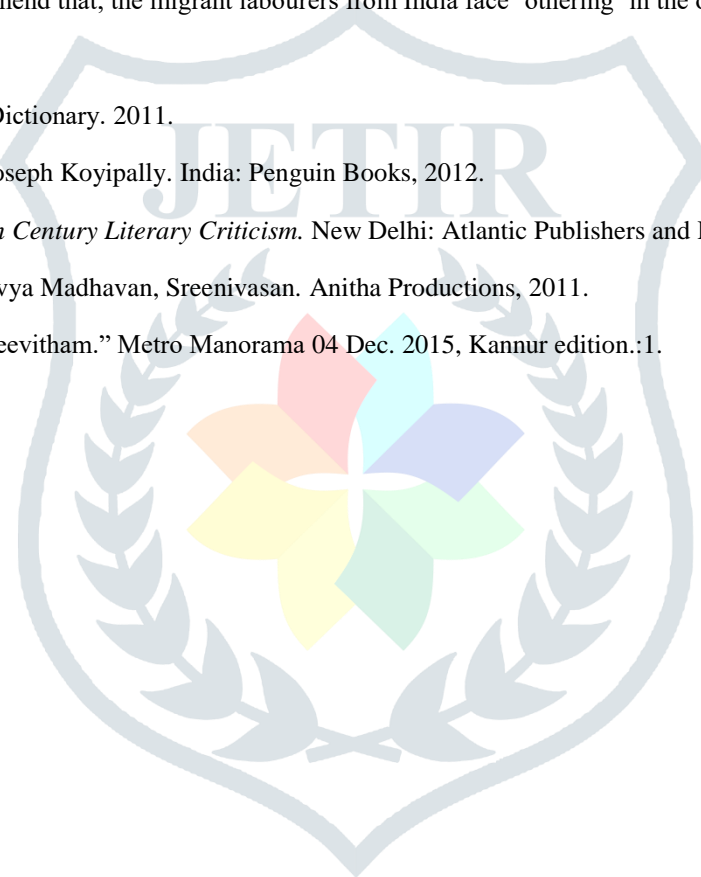 mend that, the migrant labourers from India face "othering" in the
Dictionary. 2011.
oseph Koyipally. India: Penguin Books, 2012.
Century Literary Criticism. New Delhi: Atlantic Publishers and
vya Madhavan, Sreenivasan. Anitha Productions, 2011.
eevitham.” Metro Manorama 04 Dec. 2015, Kannur edition.:1.
JETIR